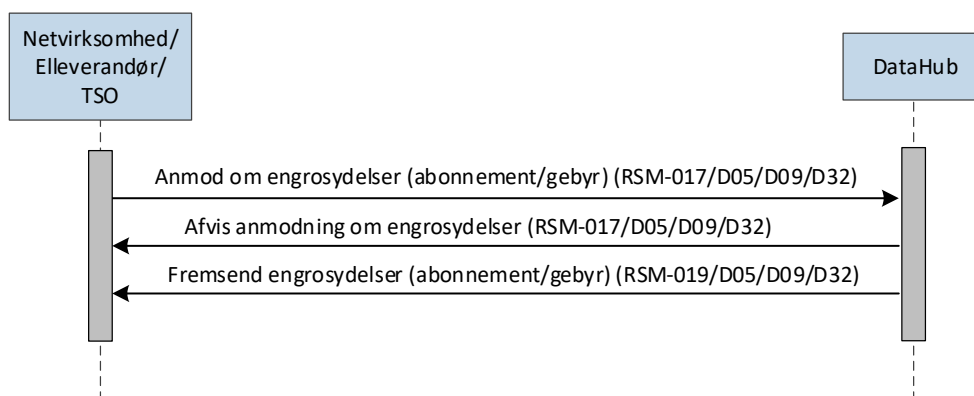 Netvirksomhed/
Elleverandør/
TSO
DataHub
Anmod om engrosydelser (abonnement/gebyr) (RSM-017/D05/D09/D32)
Afvis anmodning om engrosydelser (RSM-017/D05/D09/D32)
Fremsend engrosydelser (abonnement/gebyr) (RSM-019/D05/D09/D32)